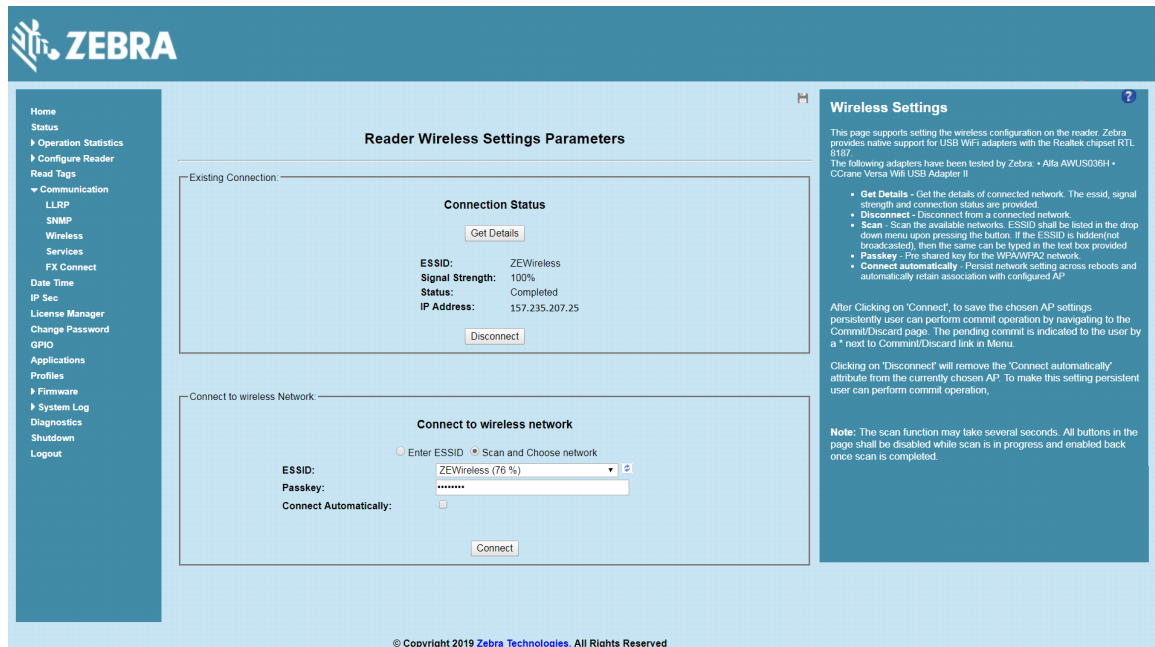 ZEBRA
Home
Status
Operation Statistics
Configure Reader
Read Tags
Communication
LLRP
SNMP
Wireless
Services
FX Connect
Date Time
IP Sec
License Manager
Change Password
GPIO
Applications
Profiles
Firmware
System Log
Diagnostics
Shutdown
Logout
Reader Wireless Settings Parameters
Existing Connection:
Connection Status
Get Details
ESSID: ZEWireless
Signal Strength: 100%
Status: Completed
IP Address: 157.235.207.25
Disconnect
Connect to wireless Network:
Connect to wireless network
Enter ESSID Scan and Choose network
ESSID: ZEWireless (76 %)
Passkey: ••••••••
Connect Automatically:
Connect
?
Wireless Settings
This page supports setting the wireless configuration on the reader. Zebra
provides native support for USB WiFi adapters with the Realtek chipset RTL
8187.
The following adapters have been tested by Zebra: • Alfa AWUS036H •
CCrane Versa Wifi USB Adapter II
• Get Details - Get the details of connected network. The essid, signal
strength and connection status are provided.
• Disconnect - Disconnect from a connected network.
• Scan - Scan the available networks. ESSID shall be listed in the drop
down menu upon pressing the button. If the ESSID is hidden(not
broadcasted), then the same can be typed in the text box provided
• Passkey - Pre shared key for the WPA/WPA2 network.
• Connect automatically - Persist network setting across reboots and
automatically retain association with configured AP
After Clicking on 'Connect', to save the chosen AP settings
persistently user can perform commit operation by navigating to the
Commit/Discard page. The pending commit is indicated to the user by
a * next to Commint/Discard link in Menu.
Clicking on 'Disconnect' will remove the 'Connect automatically'
attribute from the currently chosen AP. To make this setting persistent
user can perform commit operation,
Note: The scan function may take several seconds. All buttons in the
page shall be disabled while scan is in progress and enabled back
once scan is completed.
© Copyright 2019 Zebra Technologies. All Rights Reserved